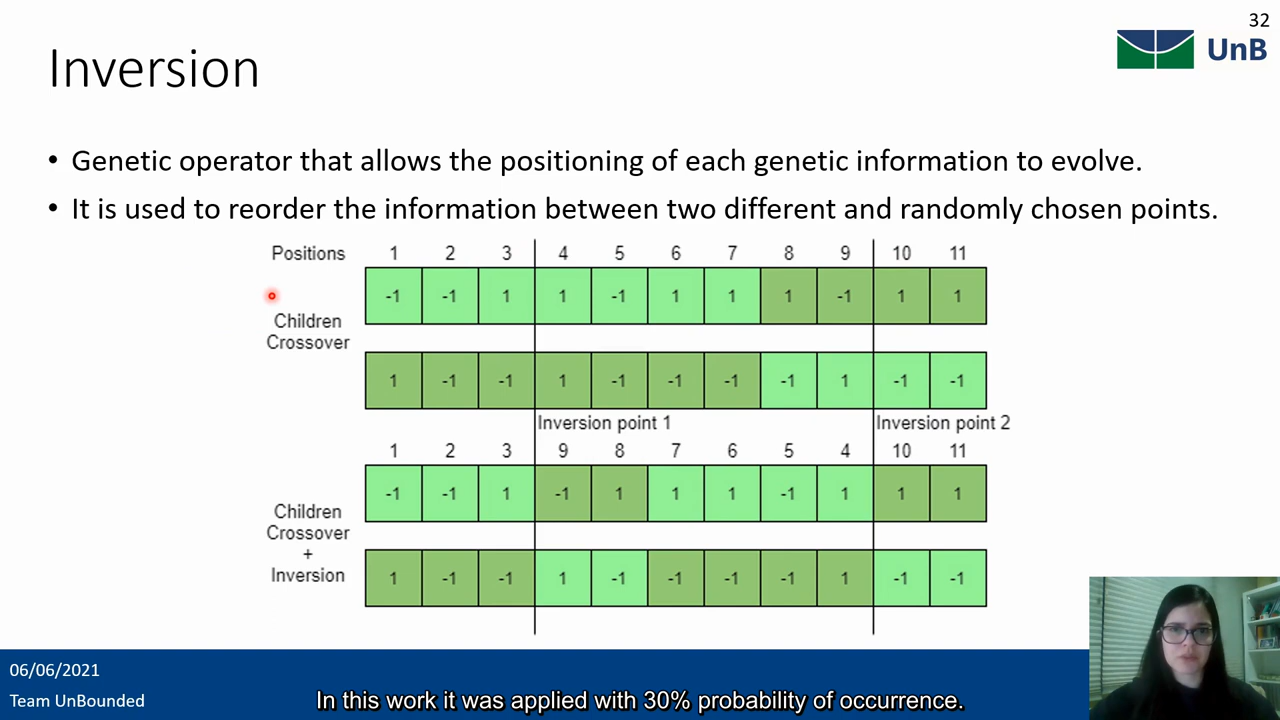 32
UnB
Inversion
• Genetic operator that allows the positioning of each genetic information to evolve.
• It is used to reorder the information between two different and randomly chosen points.
Positions 1 2 3 4 5 6 7 8 9 10 11
-1 -1 1 1 -1 1 1 1 -1 1 1
Children
Crossover
1 -1 -1 1 -1 -1 -1 -1 1 -1 -1
Inversion point 1 Inversion point 2
1 2 3 9 8 7 6 5 4 10 11
-1 -1 1 -1 1 1 1 -1 1 1 1
Children
Crossover
+
Inversion
1 -1 -1 1 -1 -1 -1 -1 1 -1 -1
06/06/2021
Team UnBounded
In this work it was applied with 30% probability of occurrence.